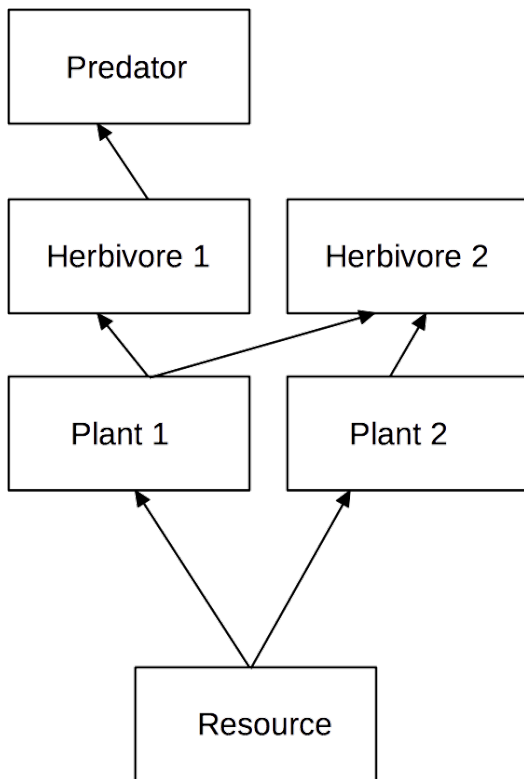 Predator
Herbivore 1
Herbivore 2
Plant 1
Plant 2
Resource